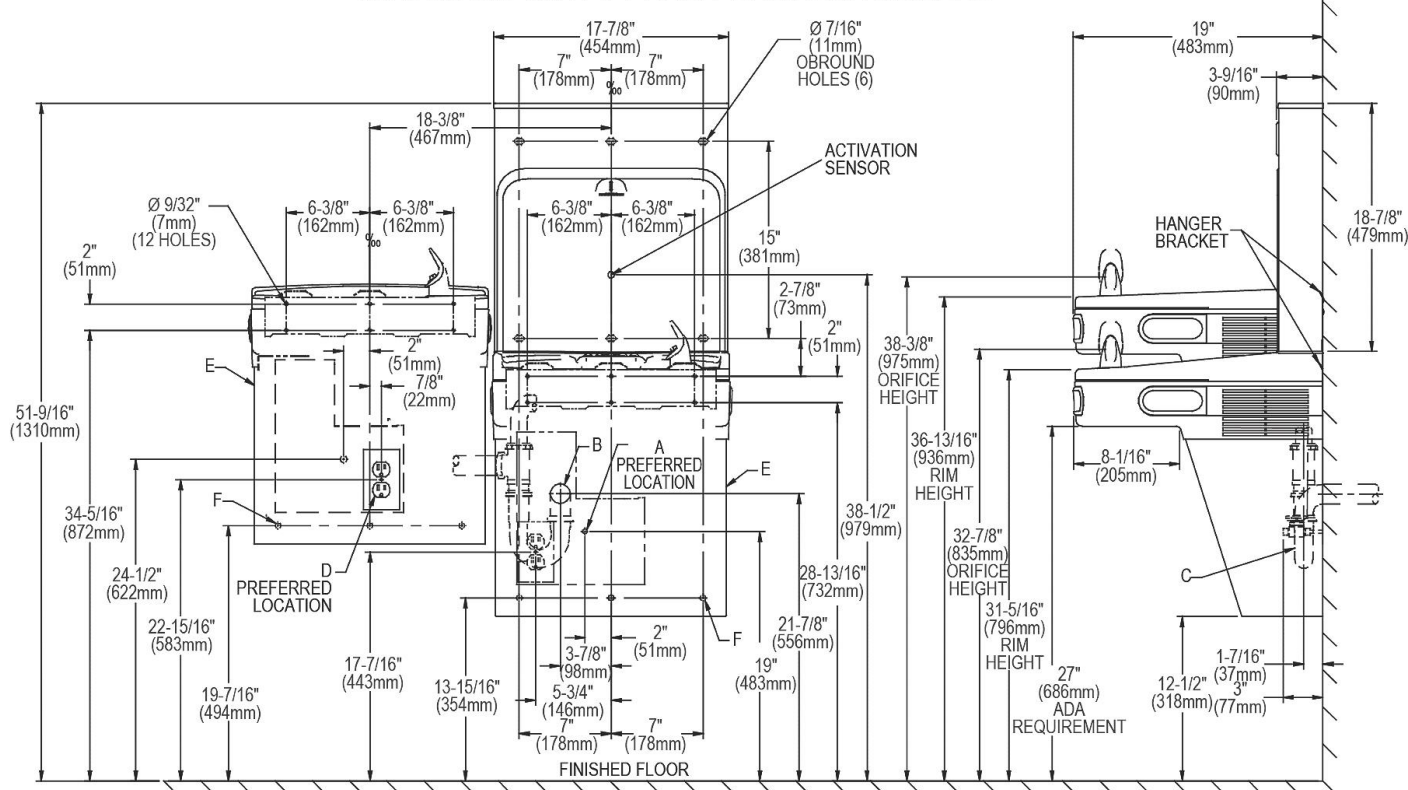 17-7/8"
(454mm)
7"
(178mm)
7"
(178mm)
Ø 7/16"
(11mm)
OBROUND
HOLES (6)
19"
(483mm)
3-9/16"
(90mm)
18-3/8"
(467mm)
ACTIVATION
SENSOR
Ø 9/32"
(7mm)
(12 HOLES)
6-3/8"
(162mm)
6-3/8"
(162mm)
6-3/8"
(162mm)
6-3/8"
(162mm)
15"
(381mm)
HANGER
BRACKET
18-7/8"
(479mm)
2"
(51mm)
2-7/8"
(73mm)
2"
(51mm)
2"
(51mm)
7/8"
(22mm)
38-3/8"
(975mm)
ORIFICE
HEIGHT
E
51-9/16"
(1310mm)
36-13/16"
(936mm)
RIM
HEIGHT
8-1/16"
(205mm)
B
A
PREFERRED
LOCATION
E
34-5/16"
(872mm)
F
38-1/2"
(979mm)
32-7/8"
(835mm)
ORIFICE
HEIGHT
D
PREFERRED
LOCATION
24-1/2"
(622mm)
28-13/16"
(732mm)
C
31-5/16"
(796mm)
RIM
HEIGHT
22-15/16"
(583mm)
21-7/8"
(556mm)
F
2"
(51mm)
3-7/8"
(98mm)
17-7/16"
(443mm)
19"
(483mm)
1-7/16"
(37mm)
19-7/16"
(494mm)
13-15/16"
(354mm)
5-3/4"
(146mm)
27"
(686mm)
ADA
REQUIREMENT
12-1/2"
(318mm)
3"
(77mm)
7"
(178mm)
7"
(178mm)
FINISHED FLOOR